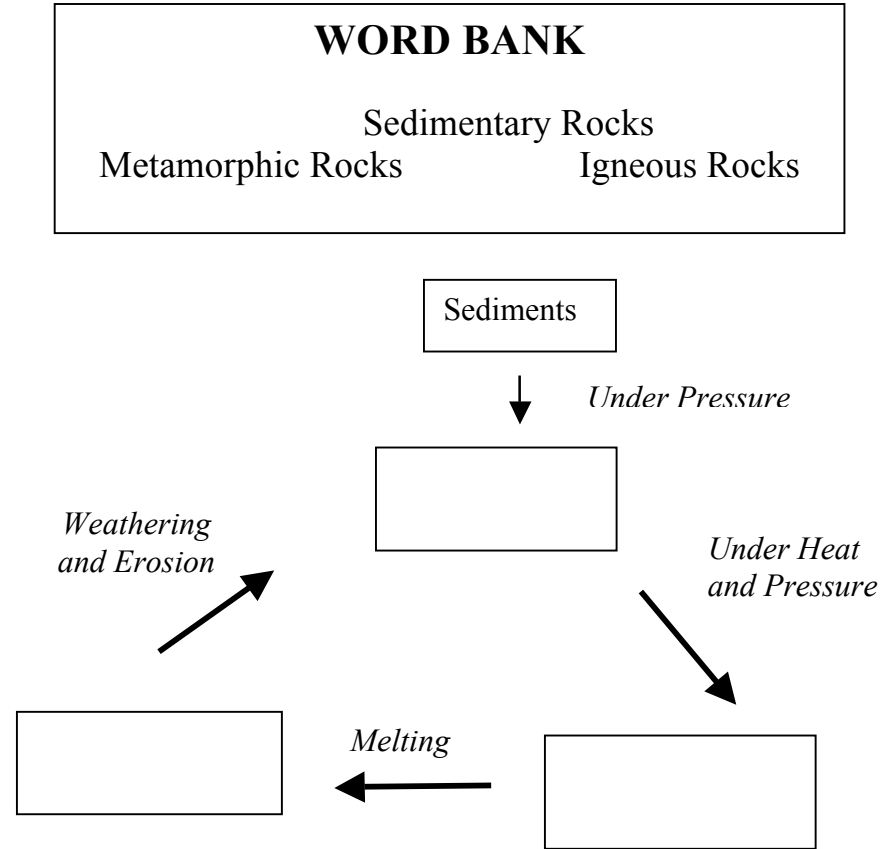 WORD BANK
Sedimentary Rocks
Metamorphic Rocks Igneous Rocks
Sediments
Under Pressure
Weathering
and Erosion
Under Heat
and Pressure
Melting